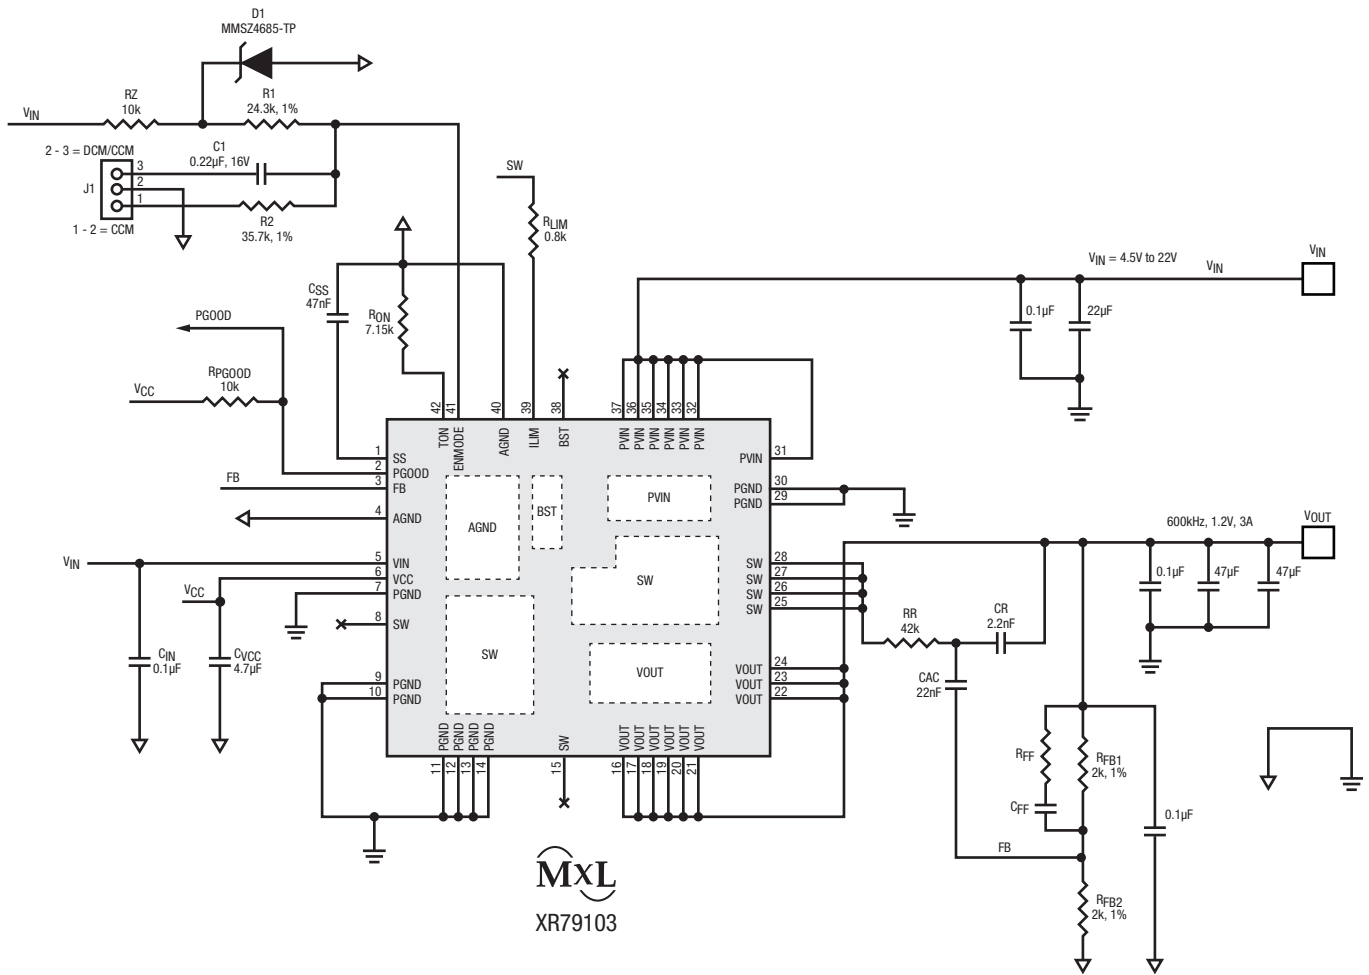 D1
MMSZ4685-TP
RZ
10k
R1
24.3k, 1%
VIN
C1
0.22µF, 16V
2 - 3 = DCM/CCM
3
2
1
J1
R2
35.7k, 1%
1 - 2 = CCM
SW
RLIM
0.8k
CSS
47nF
RON
7.15k
PGOOD
RPGOOD
10k
VCC
VIN = 4.5V to 22V
VIN
VIN
0.1µF
22µF
42
41
40
39
38
37
36
35
34
33
32
TON
ENMODE
AGND
ILIM
BST
PVIN
PVIN
PVIN
PVIN
PVIN
PVIN
1
SS
2
PGOOD
FB
3
FB
4
AGND
VIN
5
VIN
6
VCC
VCC
7
PGND
8
SW
9
PGND
10
PGND
CIN
0.1µF
CVCC
4.7µF
AGND
BST
PVIN
SW
SW
VOUT
PVIN
31
PGND
30
PGND
29
SW
28
SW
27
SW
26
SW
25
VOUT
24
VOUT
23
VOUT
22
PGND
PGND
PGND
PGND
SW
VOUT
VOUT
VOUT
VOUT
VOUT
VOUT
11
12
13
14
15
16
17
18
19
20
21
600kHz, 1.2V, 3A
VOUT
0.1µF
47µF
47µF
RR
42k
CR
2.2nF
CAC
22nF
RFF
RFB1
2k, 1%
CFF
0.1µF
FB
RFB2
2k, 1%
MXL
XR79103